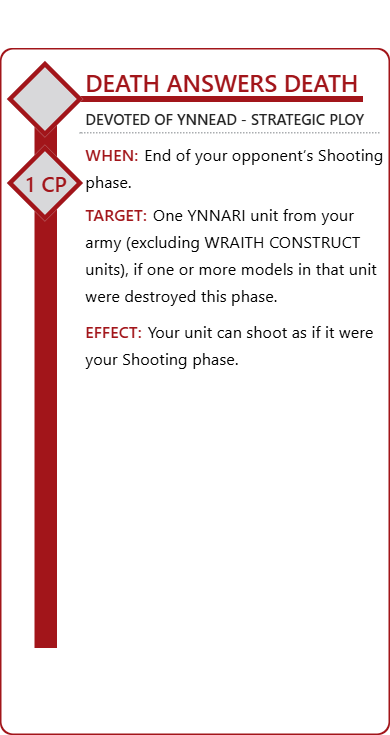 DEATH ANSWERS DEATH
DEVOTED OF YNNEAD - STRATEGIC PLOY
1 CP
WHEN: End of your opponent's Shooting
phase.
TARGET: One YNNARI unit from your
army (excluding WRAITH CONSTRUCT
units), if one or more models in that unit
were destroyed this phase.
EFFECT: Your unit can shoot as if it were
your Shooting phase.